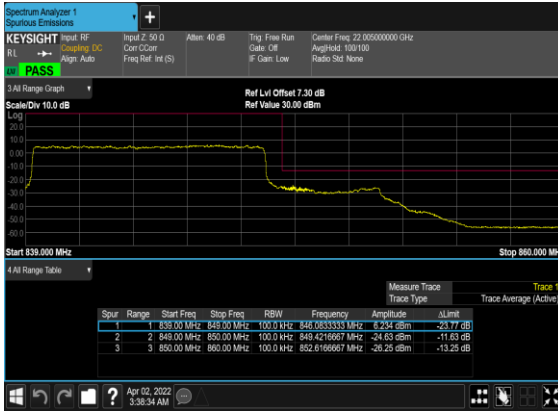 Spectrum Analyzer 1
Spurious Emissions
+
KEYSIGHT Input: RF Input Z: 50 Ω Atten: 40 dB Trig: Free Run Center Freq: 22.005000000 GHz
RL Coupling: DC Corr CCorr Gate: Off Avg|Hold: 100/100
Align: Auto Freq Ref: Int (S) IF Gain: Low Radio Std: None
PASS
3 All Range Graph
Ref Lvl Offset 7.30 dB
Scale/Div 10.0 dB Ref Value 30.00 dBm
Log
20.0
10.0
0.00
-10.0
-20.0
-30.0
-40.0
-50.0
-60.0
Start 839.000 MHz Stop 860.000 MH
4 All Range Table
Measure Trace Trace 1
Trace Type Trace Average (Active)
Spur Range Start Freq Stop Freq RBW Frequency Amplitude ΔLimit
1 1 839.00 MHz 849.00 MHz 100.0 kHz 846.0833333 MHz 6.234 dBm -23.77 dB
2 2 849.00 MHz 850.00 MHz 100.0 kHz 849.4216667 MHz -24.63 dBm -11.63 dB
3 3 850.00 MHz 860.00 MHz 100.0 kHz 852.6166667 MHz -26.25 dBm -13.25 dB
? Apr 02, 2022
3:38:34 AM